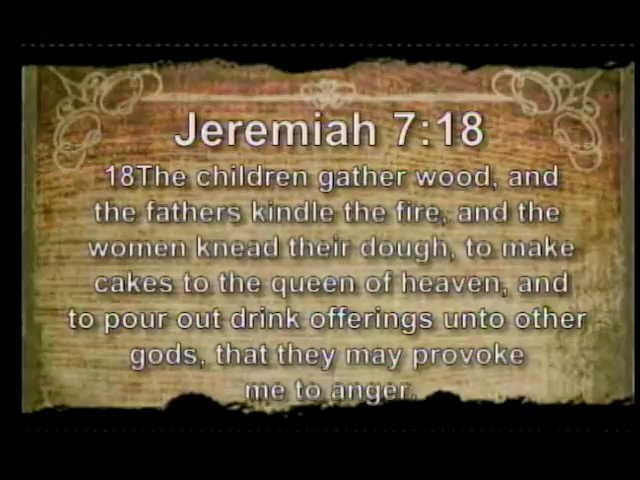 Jeremiah 7:18
18The children gather wood, and
the fathers kindle the fire, and the
women knead their dough, to make
cakes to the queen of heaven, and
to pour out drink offerings unto other
gods, that they may provoke
me to anger.